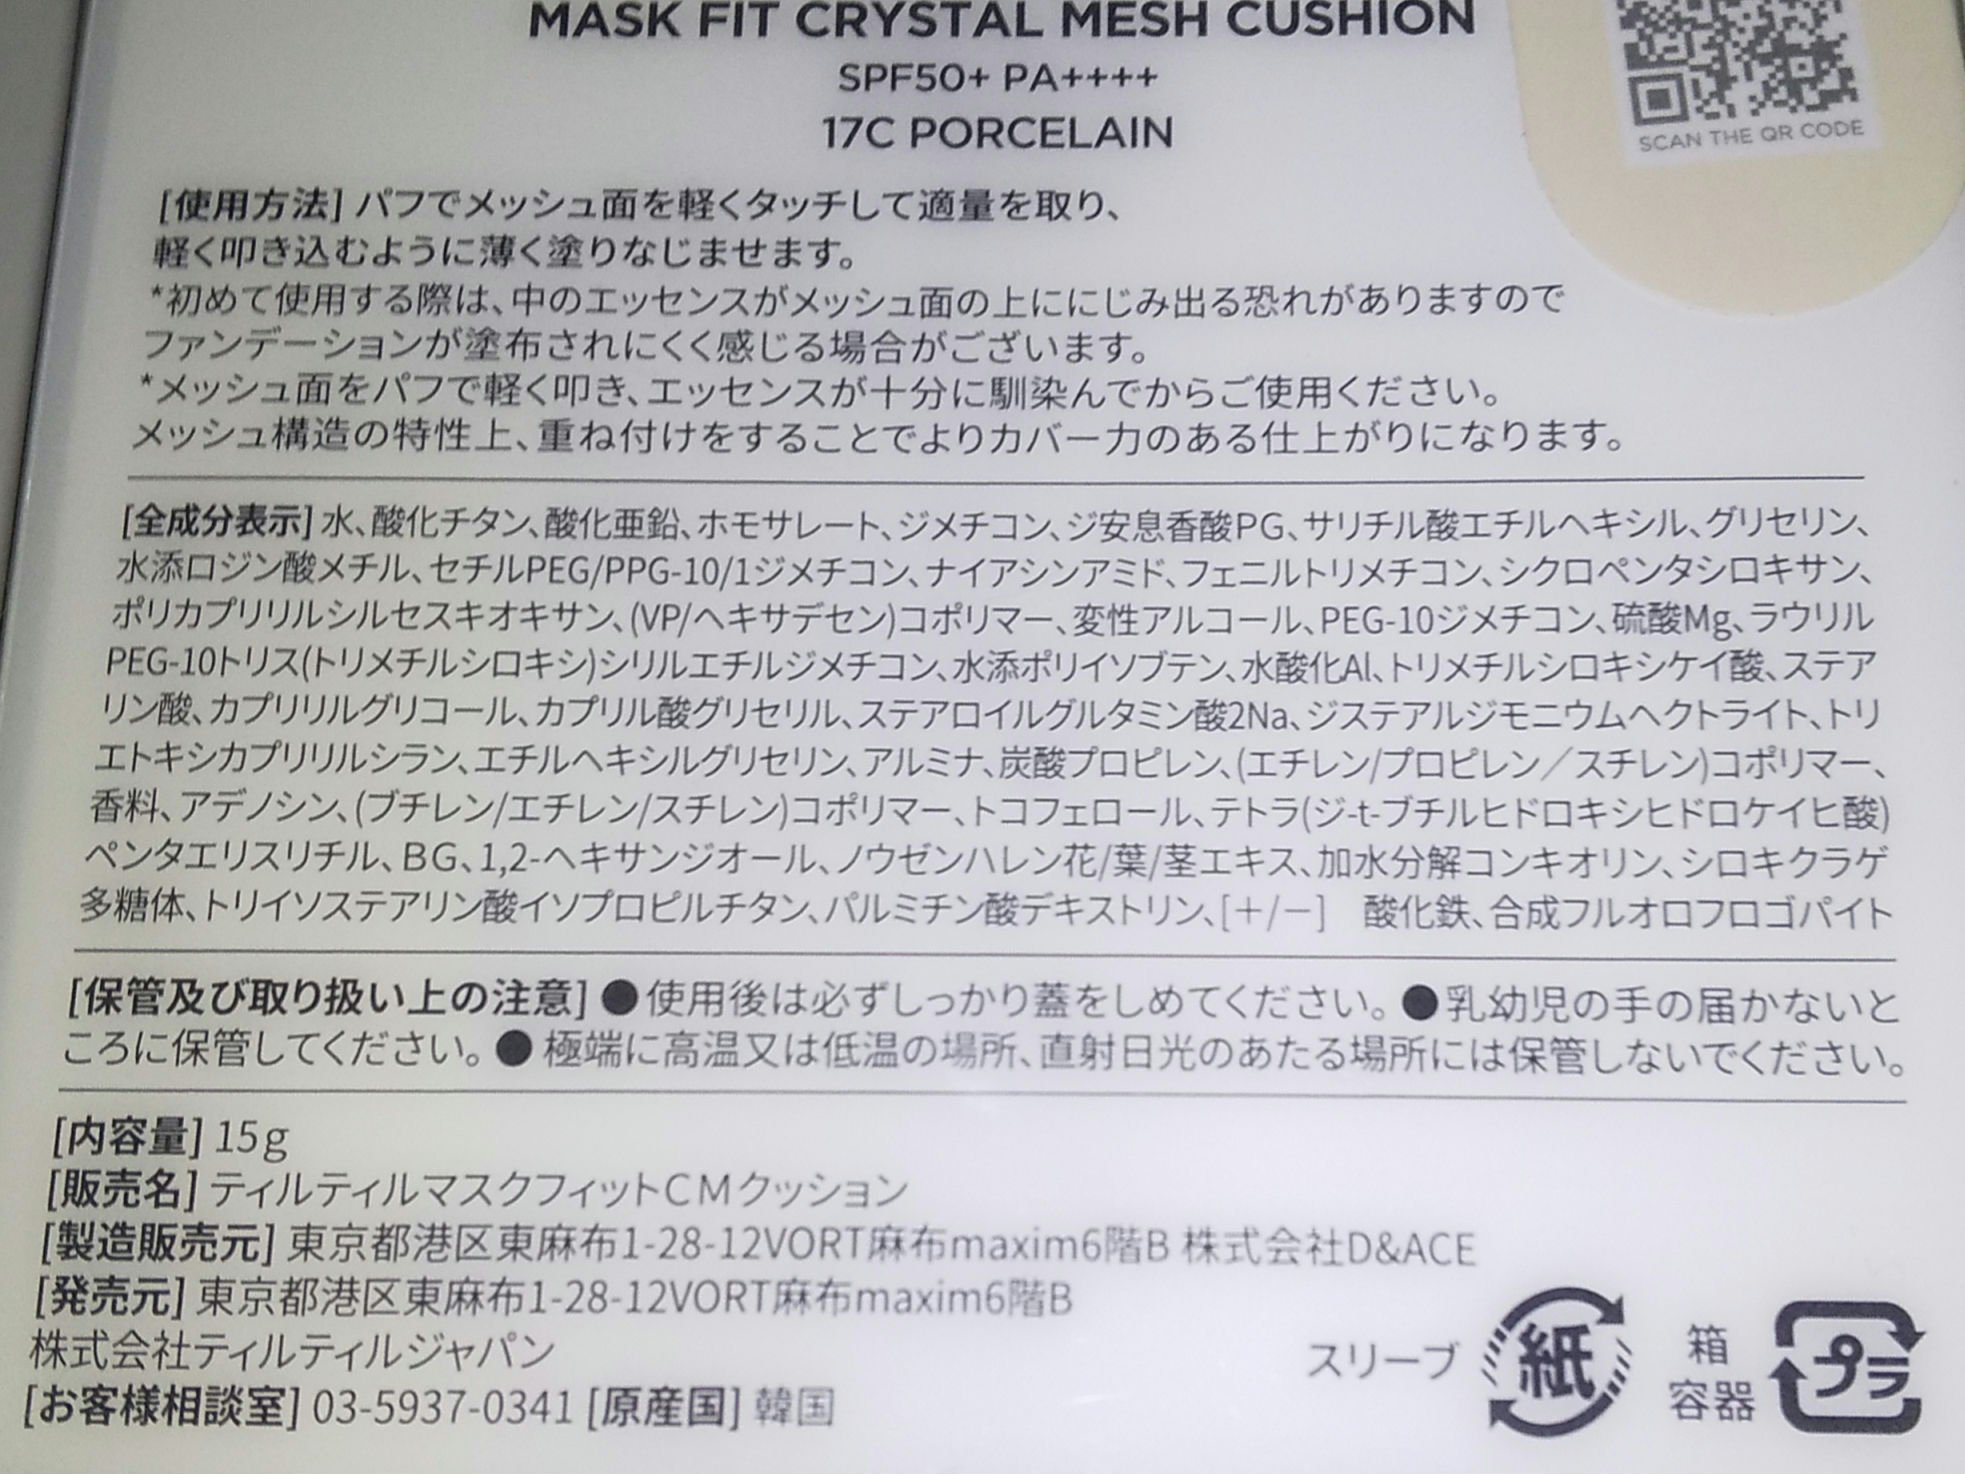 MASK FIT CRYSTAL MESH CUSHION
SPF50+ PA++++
17C PORCELAIN
SCAN THE QR CODE
[使用方法] パフでメッシュ面を軽くタッチして適量を取り、
軽く叩き込むように薄く塗りなじませます。
*初めて使用する際は、中のエッセンスがメッシュ面の上ににじみ出る恐れがありますので
ファンデーションが塗布されにくく感じる場合がございます。
*メッシュ面をパフで軽く叩き、エッセンスが十分に馴染んでからご使用ください。
メッシュ構造の特性上、重ね付けをすることでよりカバー力のある仕上がりになります。
[全成分表示] 水、酸化チタン、酸化亜鉛、ホモサレート、ジメチコン、ジ安息香酸PG、サリチル酸エチルヘキシル、グリセリン、
水添ロジン酸メチル、セチルPEG/PPG-10/1ジメチコン、ナイアシンアミド、フェニルトリメチコン、シクロペンタシロキサン、
ポリカプリリルシルセスキオキサン、(VP/ヘキサデセン)コポリマー、変性アルコール、PEG-10ジメチコン、硫酸Mg、ラウリル
PEG-10トリス(トリメチルシロキシ)シリルエチルジメチコン、水添ポリイソブテン、水酸化Al、トリメチルシロキシケイ酸、ステア
リン酸、カプリリルグリコール、カプリル酸グリセリル、ステアロイルグルタミン酸2Na、ジステアルジモニウムヘクトライト、トリ
エトキシカプリリルシラン、エチルヘキシルグリセリン、アルミナ、炭酸プロピレン、(エチレン/プロピレン／スチレン)コポリマー、
香料、アデノシン、(ブチレン/エチレン/スチレン)コポリマー、トコフェロール、テトラ(ジ-t-ブチルヒドロキシヒドロケイヒ酸)
ペンタエリスリチル、BG、1,2-ヘキサンジオール、ノウゼンハレン花/葉/茎エキス、加水分解コンキオリン、シロキクラゲ
多糖体、トリイソステアリン酸イソプロピルチタン、パルミチン酸デキストリン、[＋/－]　酸化鉄、合成フルオロフロゴパイト
[保管及び取り扱い上の注意] ●使用後は必ずしっかり蓋をしめてください。●乳幼児の手の届かないと
ころに保管してください。●極端に高温又は低温の場所、直射日光のあたる場所には保管しないでください。
[内容量] 15g
[販売名] ティルティルマスクフィットCMクッション
[製造販売元] 東京都港区東麻布1-28-12VORT麻布maxim6階B 株式会社D&ACE
[発売元] 東京都港区東麻布1-28-12VORT麻布maxim6階B
株式会社ティルティルジャパン
[お客様相談室] 03-5937-0341 [原産国] 韓国
スリーブ 紙 箱 容器 プラ